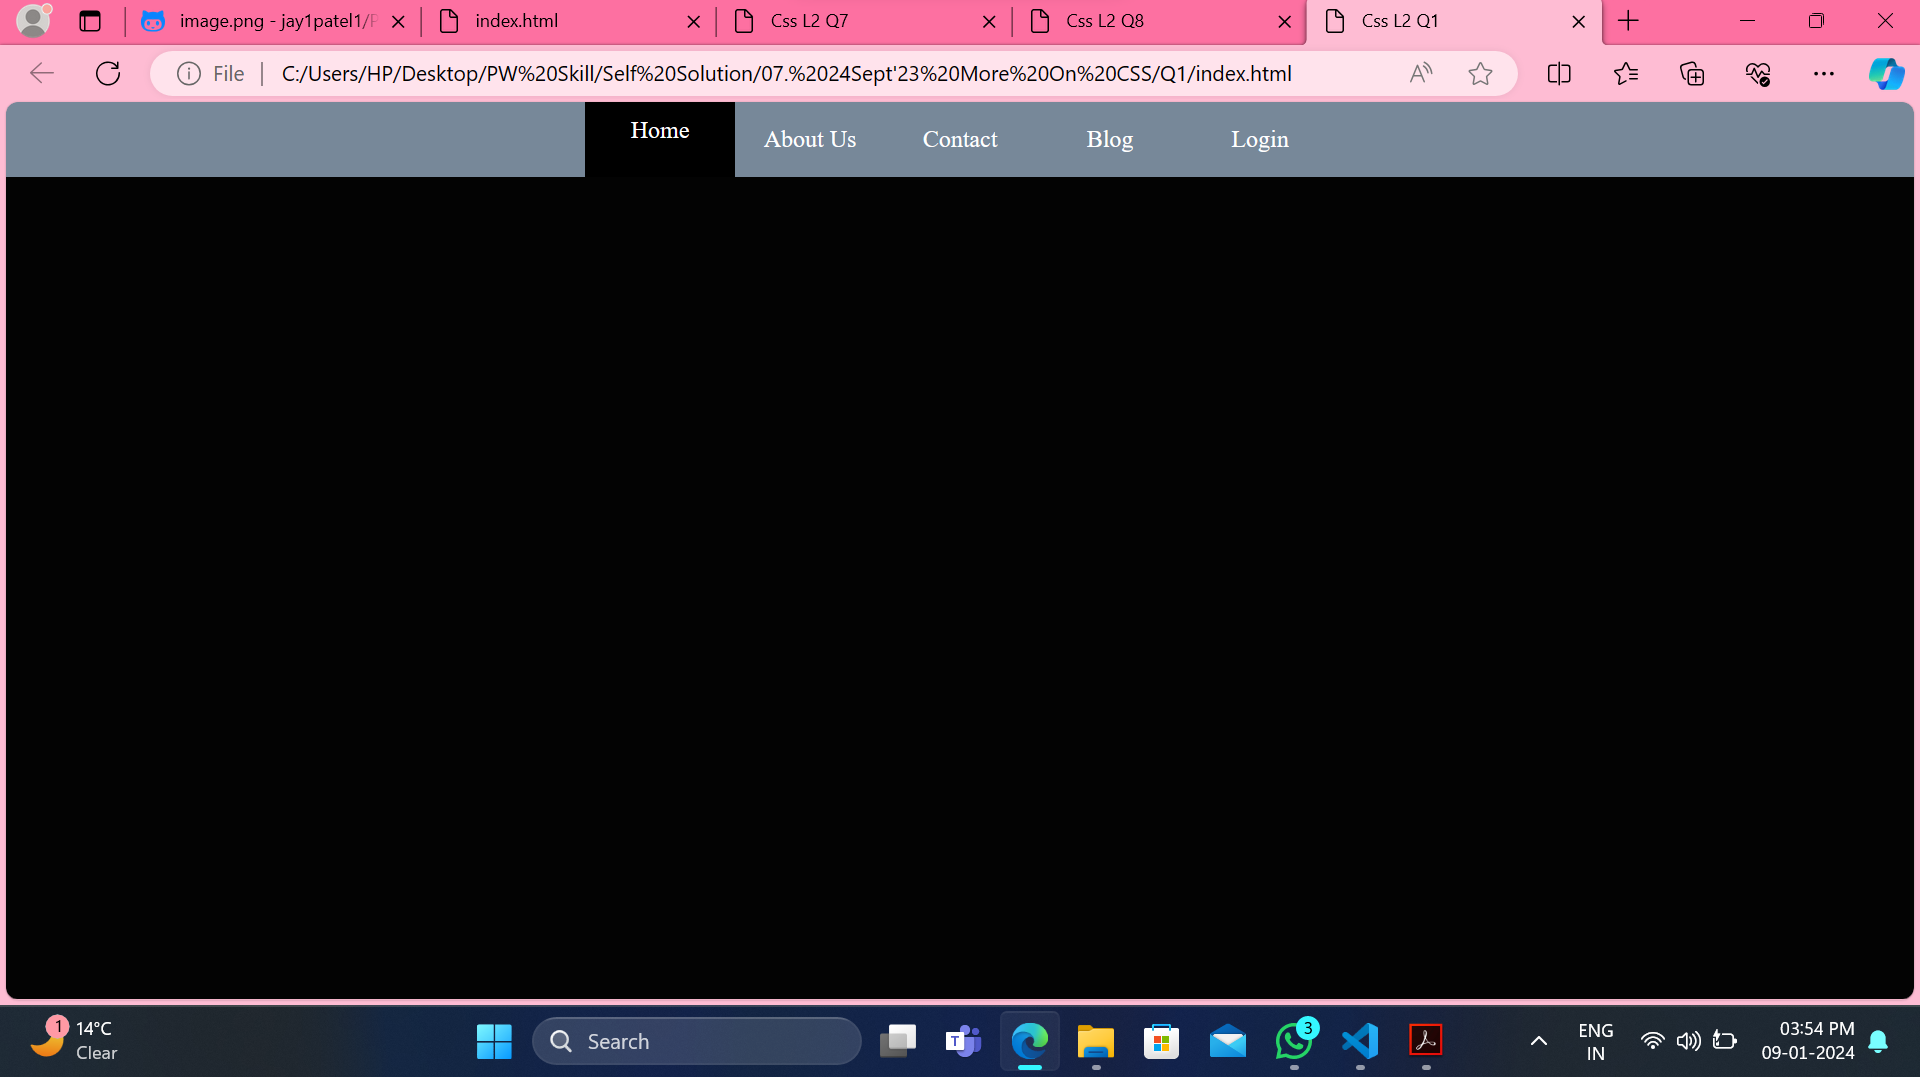 image.png - jay1patel1/P
index.html
Css L2 Q7
Css L2 Q8
Css L2 Q1
File
C:/Users/HP/Desktop/PW%20Skill/Self%20Solution/07.%2024Sept'23%20More%20On%20CSS/Q1/index.html
Home
About Us
Contact
Blog
Login
1
14°C
Clear
Search
T
3
ENG
IN
03:54 PM
09-01-2024